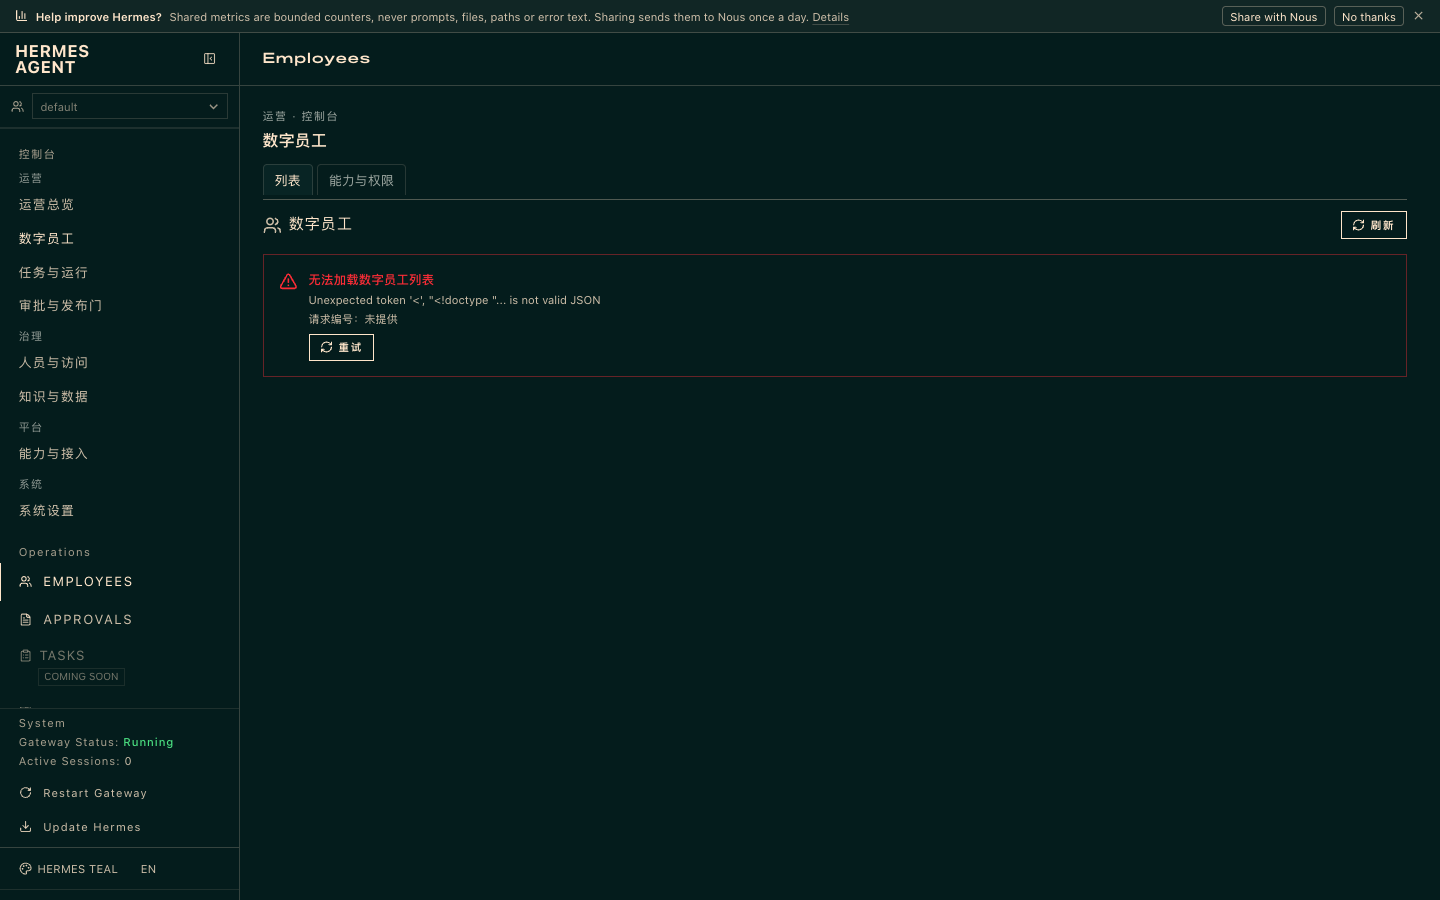 Help improve Hermes? Shared metrics are bounded counters, never prompts, files, paths or error text. Sharing sends them to Nous once a day. Details
Share with Nous
No thanks
HERMES
AGENT
Employees
default
控制台
运营
运营总览
数字员工
任务与运行
审批与发布门
治理
人员与访问
知识与数据
平台
能力与接入
系统
系统设置
Operations
EMPLOYEES
APPROVALS
TASKS
COMING SOON
System
Gateway Status: Running
Active Sessions: 0
Restart Gateway
Update Hermes
HERMES TEAL
EN
运营 · 控制台
数字员工
列表
能力与权限
数字员工
刷新
无法加载数字员工列表
Unexpected token '<', "<!doctype "... is not valid JSON
请求编号: 未提供
重试